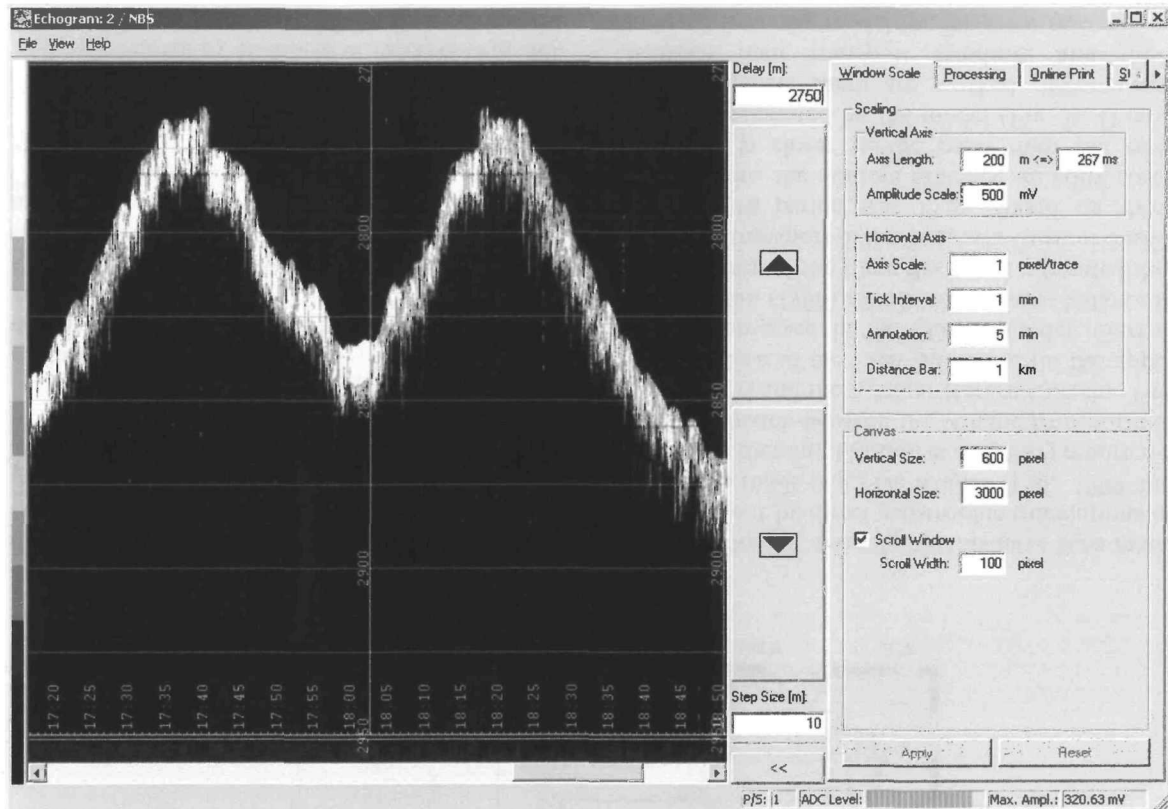 Echogram: 2 / NBS
File View Help
Delay [m]:
2750
Step Size [m]:
10
<<
2800
2850
2900
2950
2800
2850
2900
17:20
17:25
17:30
17:35
17:40
17:45
17:50
17:55
18:00
18:05
18:10
18:15
18:20
18:25
18:30
18:35
18:40
18:45
18:50
Window Scale Processing Online Print
Scaling
Vertical Axis
Axis Length: 200 m <=> 267 ms
Amplitude Scale: 500 mV
Horizontal Axis
Axis Scale: 1 pixel/trace
Tick Interval: 1 min
Annotation: 5 min
Distance Bar: 1 km
Canvas
Vertical Size: 600 pixel
Horizontal Size: 3000 pixel
Scroll Window
Scroll Width: 100 pixel
Apply Reset
P/S: 1 ADC Level: Max. Ampl.: 320.63 mV